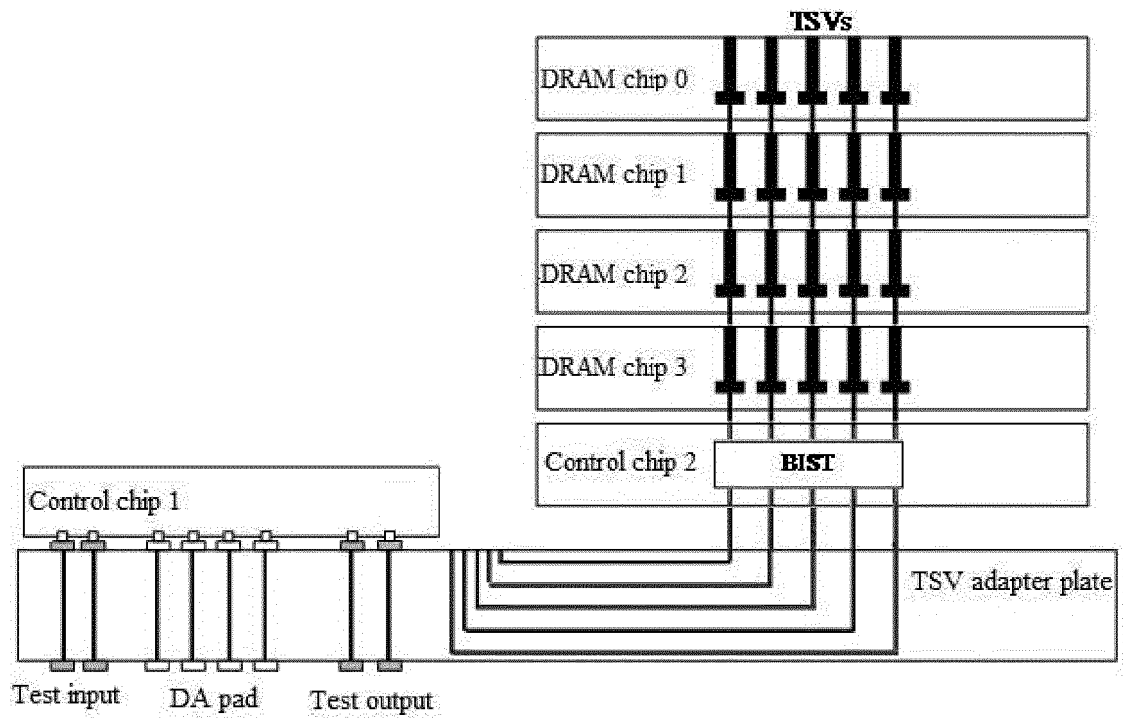 TSVs
DRAM chip 0
DRAM chip 1
DRAM chip 2
DRAM chip 3
Control chip 2
BIST
Control chip 1
TSV adapter plate
Test input
DA pad
Test output